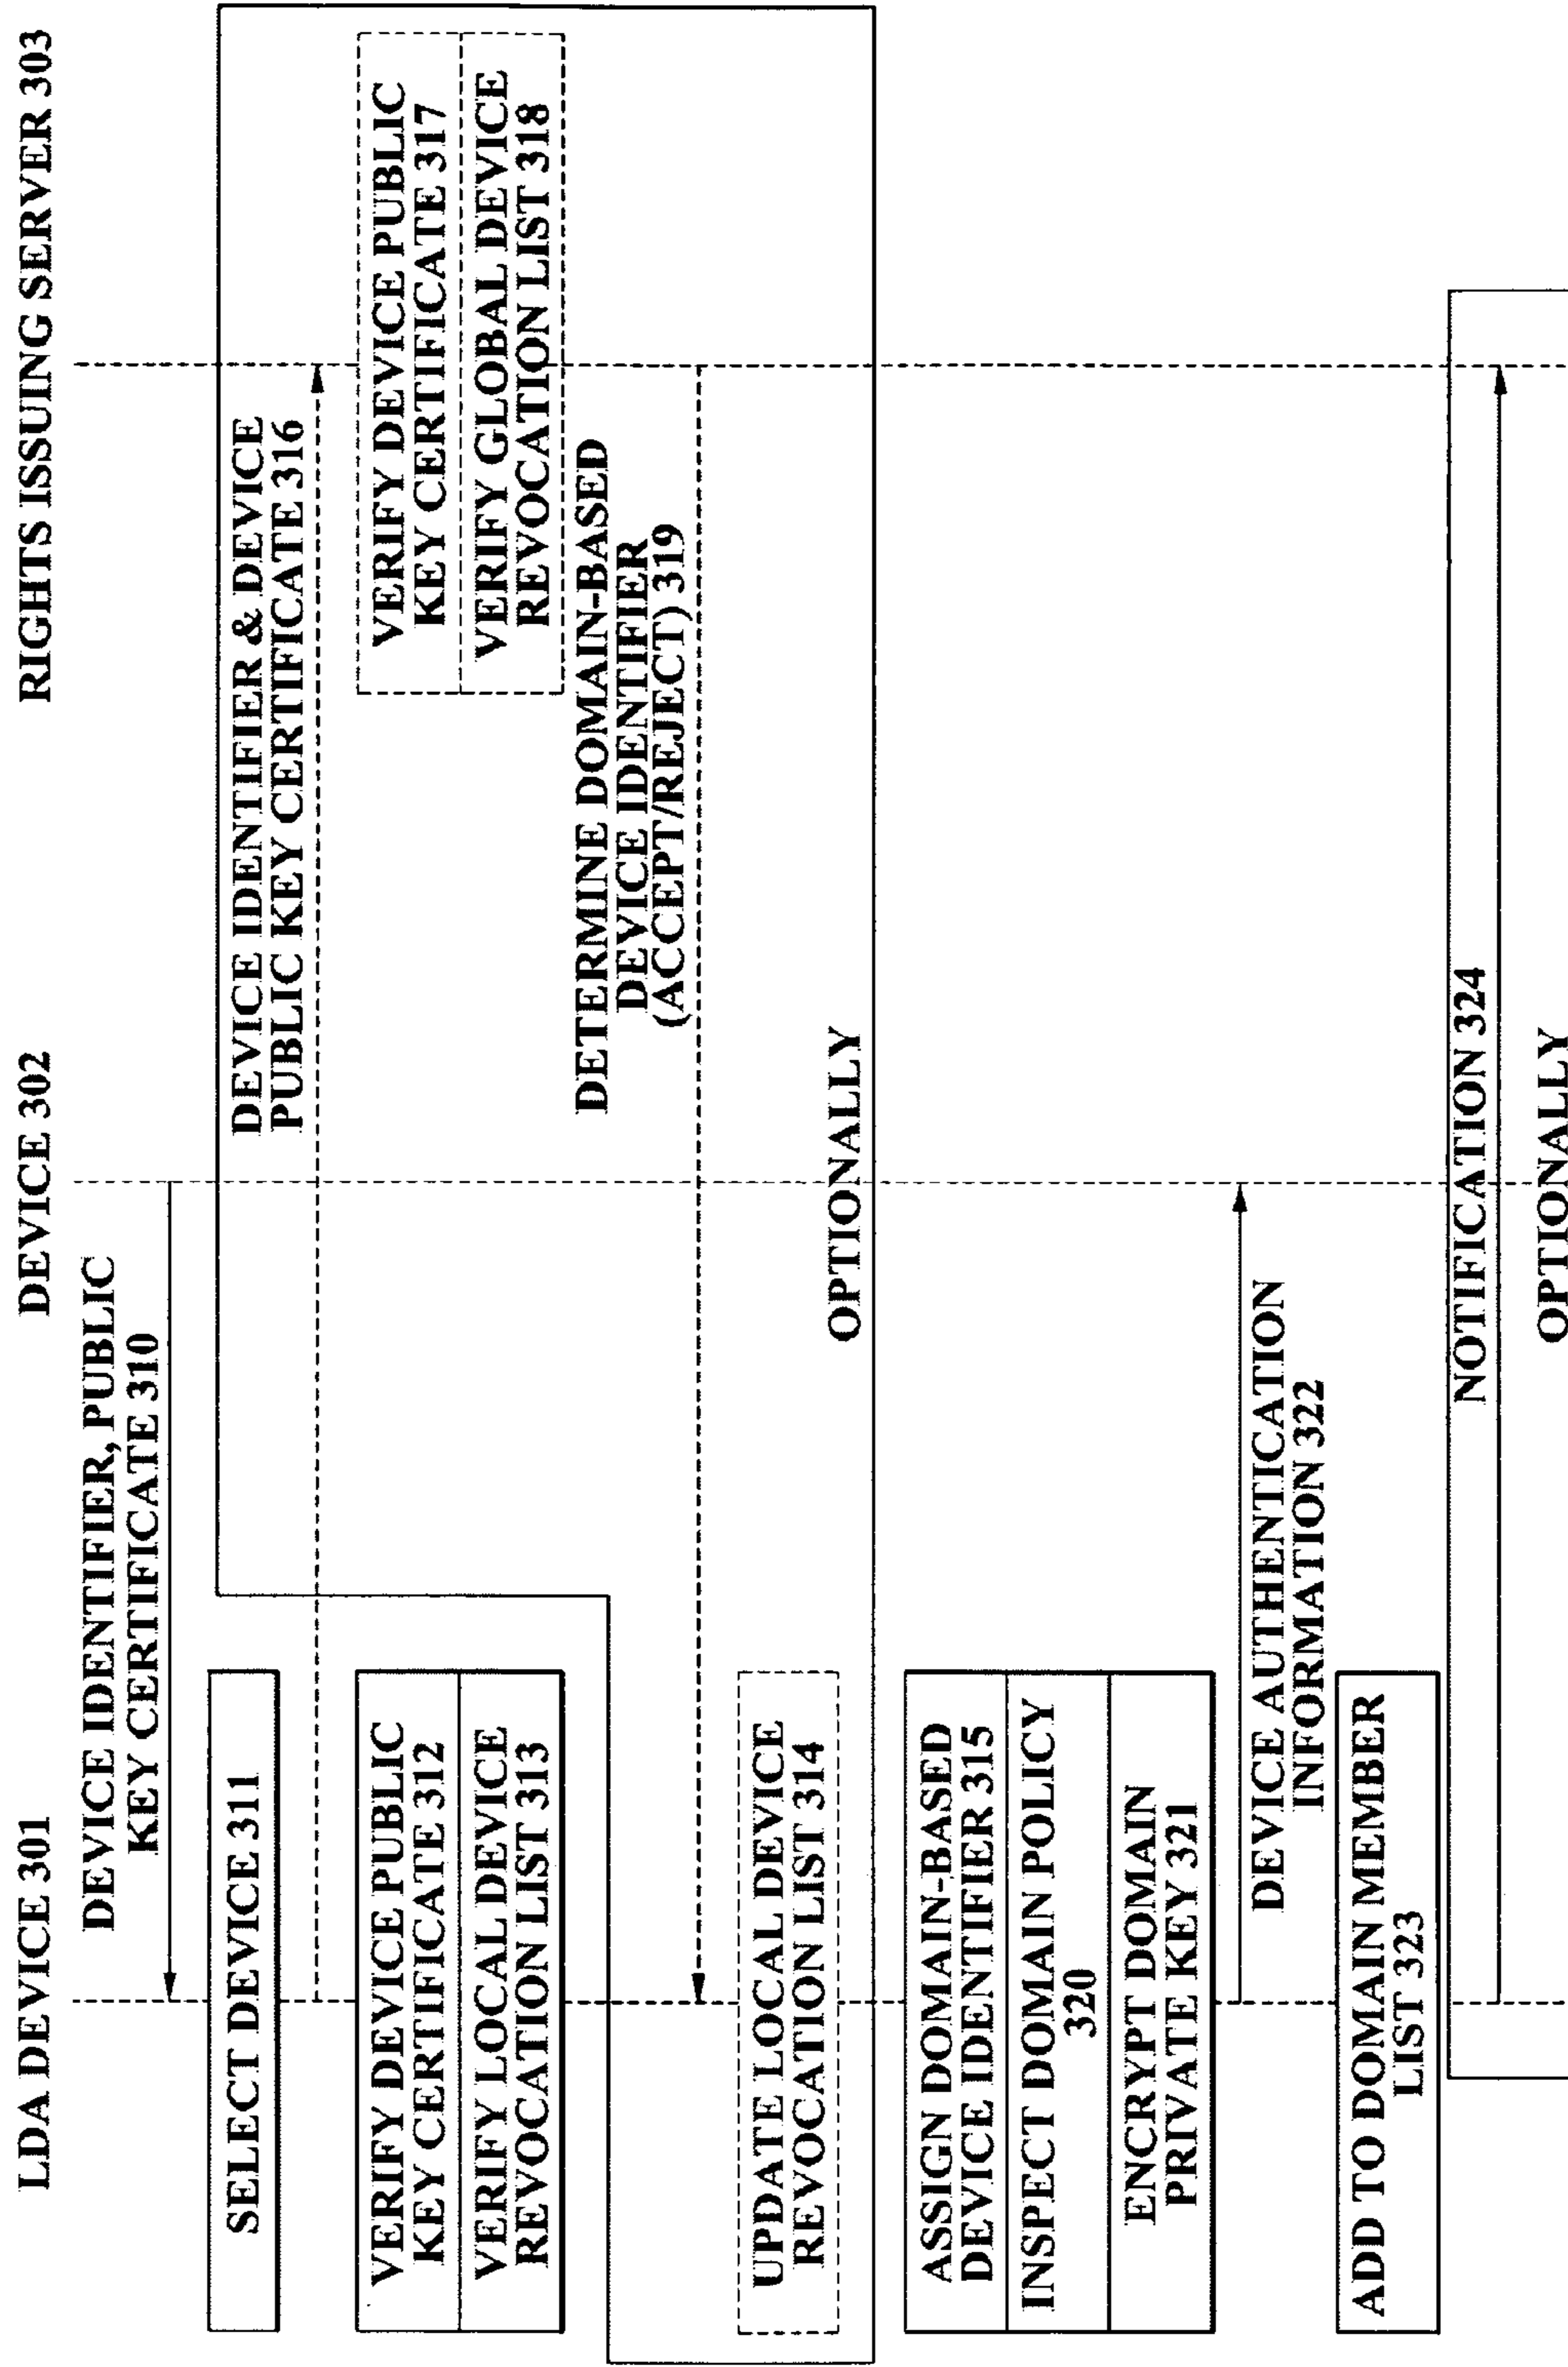 LDA DEVICE 301
DEVICE 302
RIGHTS ISSUING SERVER 303
DEVICE IDENTIFIER, PUBLIC
KEY CERTIFICATE 310
SELECT DEVICE 311
DEVICE IDENTIFIER & DEVICE
PUBLIC KEY CERTIFICATE 316
VERIFY DEVICE PUBLIC
KEY CERTIFICATE 312
VERIFY LOCAL DEVICE
REVOCATION LIST 313
VERIFY DEVICE PUBLIC
KEY CERTIFICATE 317
VERIFY GLOBAL DEVICE
REVOCATION LIST 318
DETERMINE DOMAIN-BASED
DEVICE IDENTIFIER
(ACCEPT/REJECT) 319
UPDATE LOCAL DEVICE
REVOCATION LIST 314
OPTIONALLY
ASSIGN DOMAIN-BASED
DEVICE IDENTIFIER 315
INSPECT DOMAIN POLICY
320
ENCRYPT DOMAIN
PRIVATE KEY 321
DEVICE AUTHENTICATION
INFORMATION 322
ADD TO DOMAIN MEMBER
LIST 323
NOTIFICATION 324
OPTIONALLY